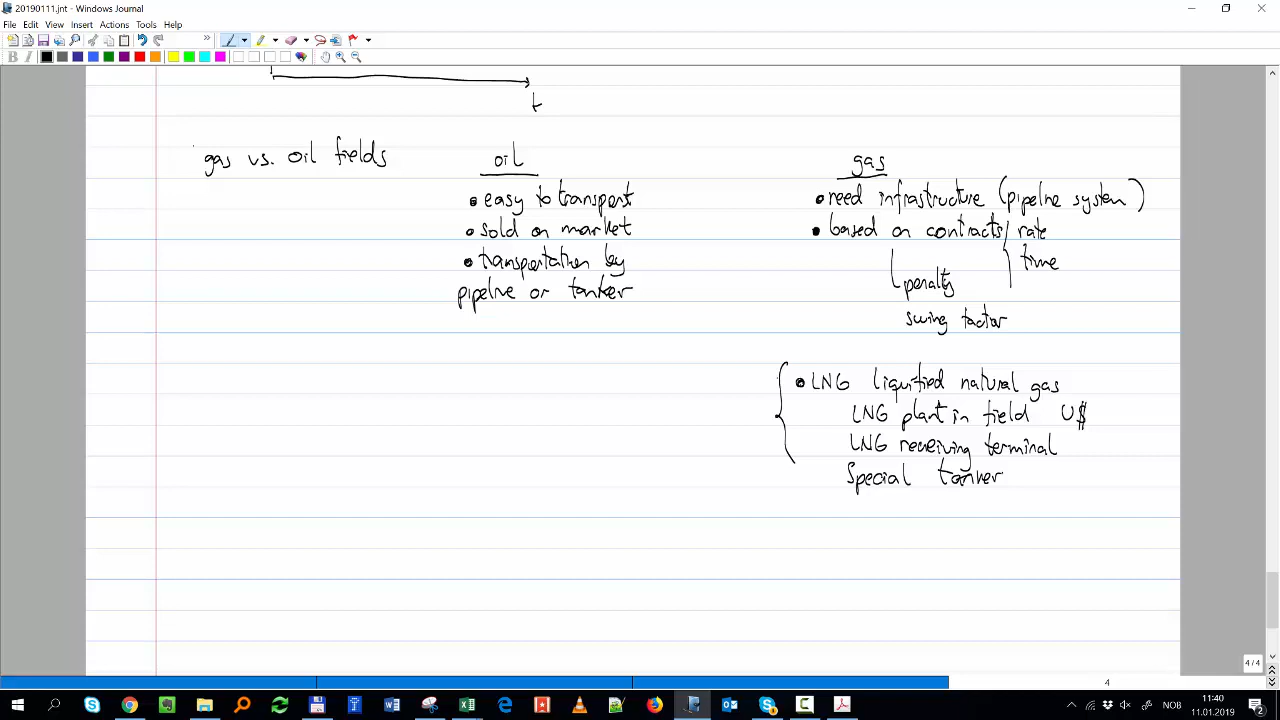 20190111.jnt - Windows Journal
File Edit View Insert Actions Tools Help
t
gas vs. oil fields
oil
• easy to transport
• sold on market
• transportation by
pipeline or tanker
gas
• need infrastructure (pipeline system)
• based on contracts rate
time
penalty
swing factor
• LNG liquified natural gas
LNG plant in field U$
LNG receiving terminal
Special tanker
4/4
4
NOB
11:40
11.01.2019